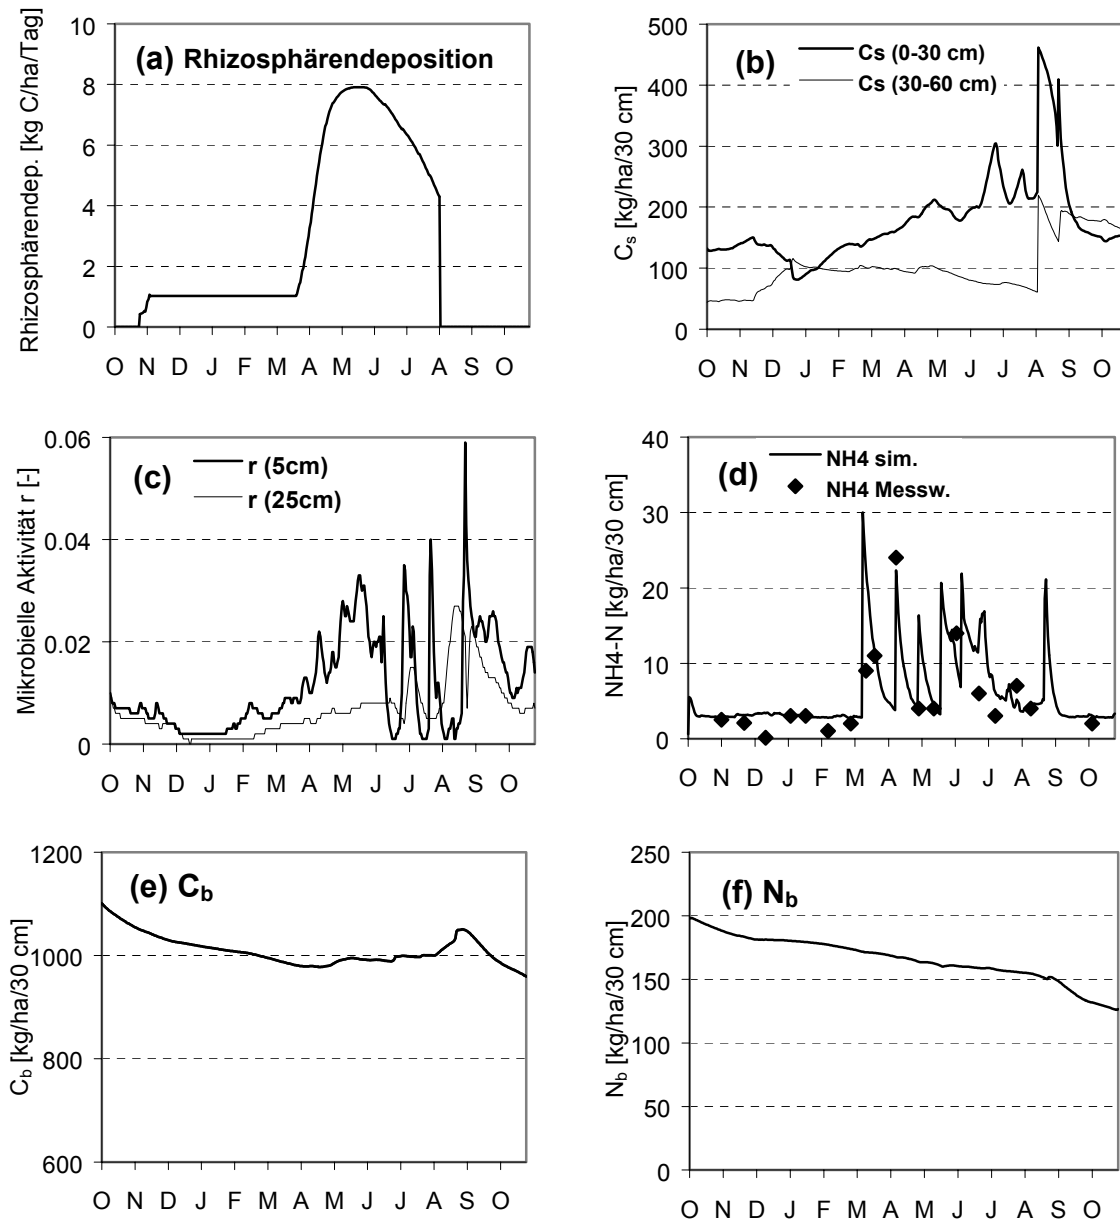 (a) Rhizosphärendeposition
Rhizosphärendep. [kg C/ha/Tag]
10
8
6
4
2
0
O N D J F M A M J J A S O
(b)
Cs (0-30 cm)
Cs (30-60 cm)
Cs [kg/ha/30 cm]
500
400
300
200
100
0
O N D J F M A M J J A S O
(c)
r (5cm)
r (25cm)
Mikrobielle Aktivität r [-]
0.06
0.04
0.02
0
O N D J F M A M J J A S O
(d)
NH4 sim.
NH4 Messw.
NH4-N [kg/ha/30 cm]
40
30
20
10
0
O N D J F M A M J J A S O
(e) Cb
Cb [kg/ha/30 cm]
1200
1000
800
600
O N D J F M A M J J A S O
(f) Nb
Nb [kg/ha/30 cm]
250
200
150
100
50
0
O N D J F M A M J J A S O